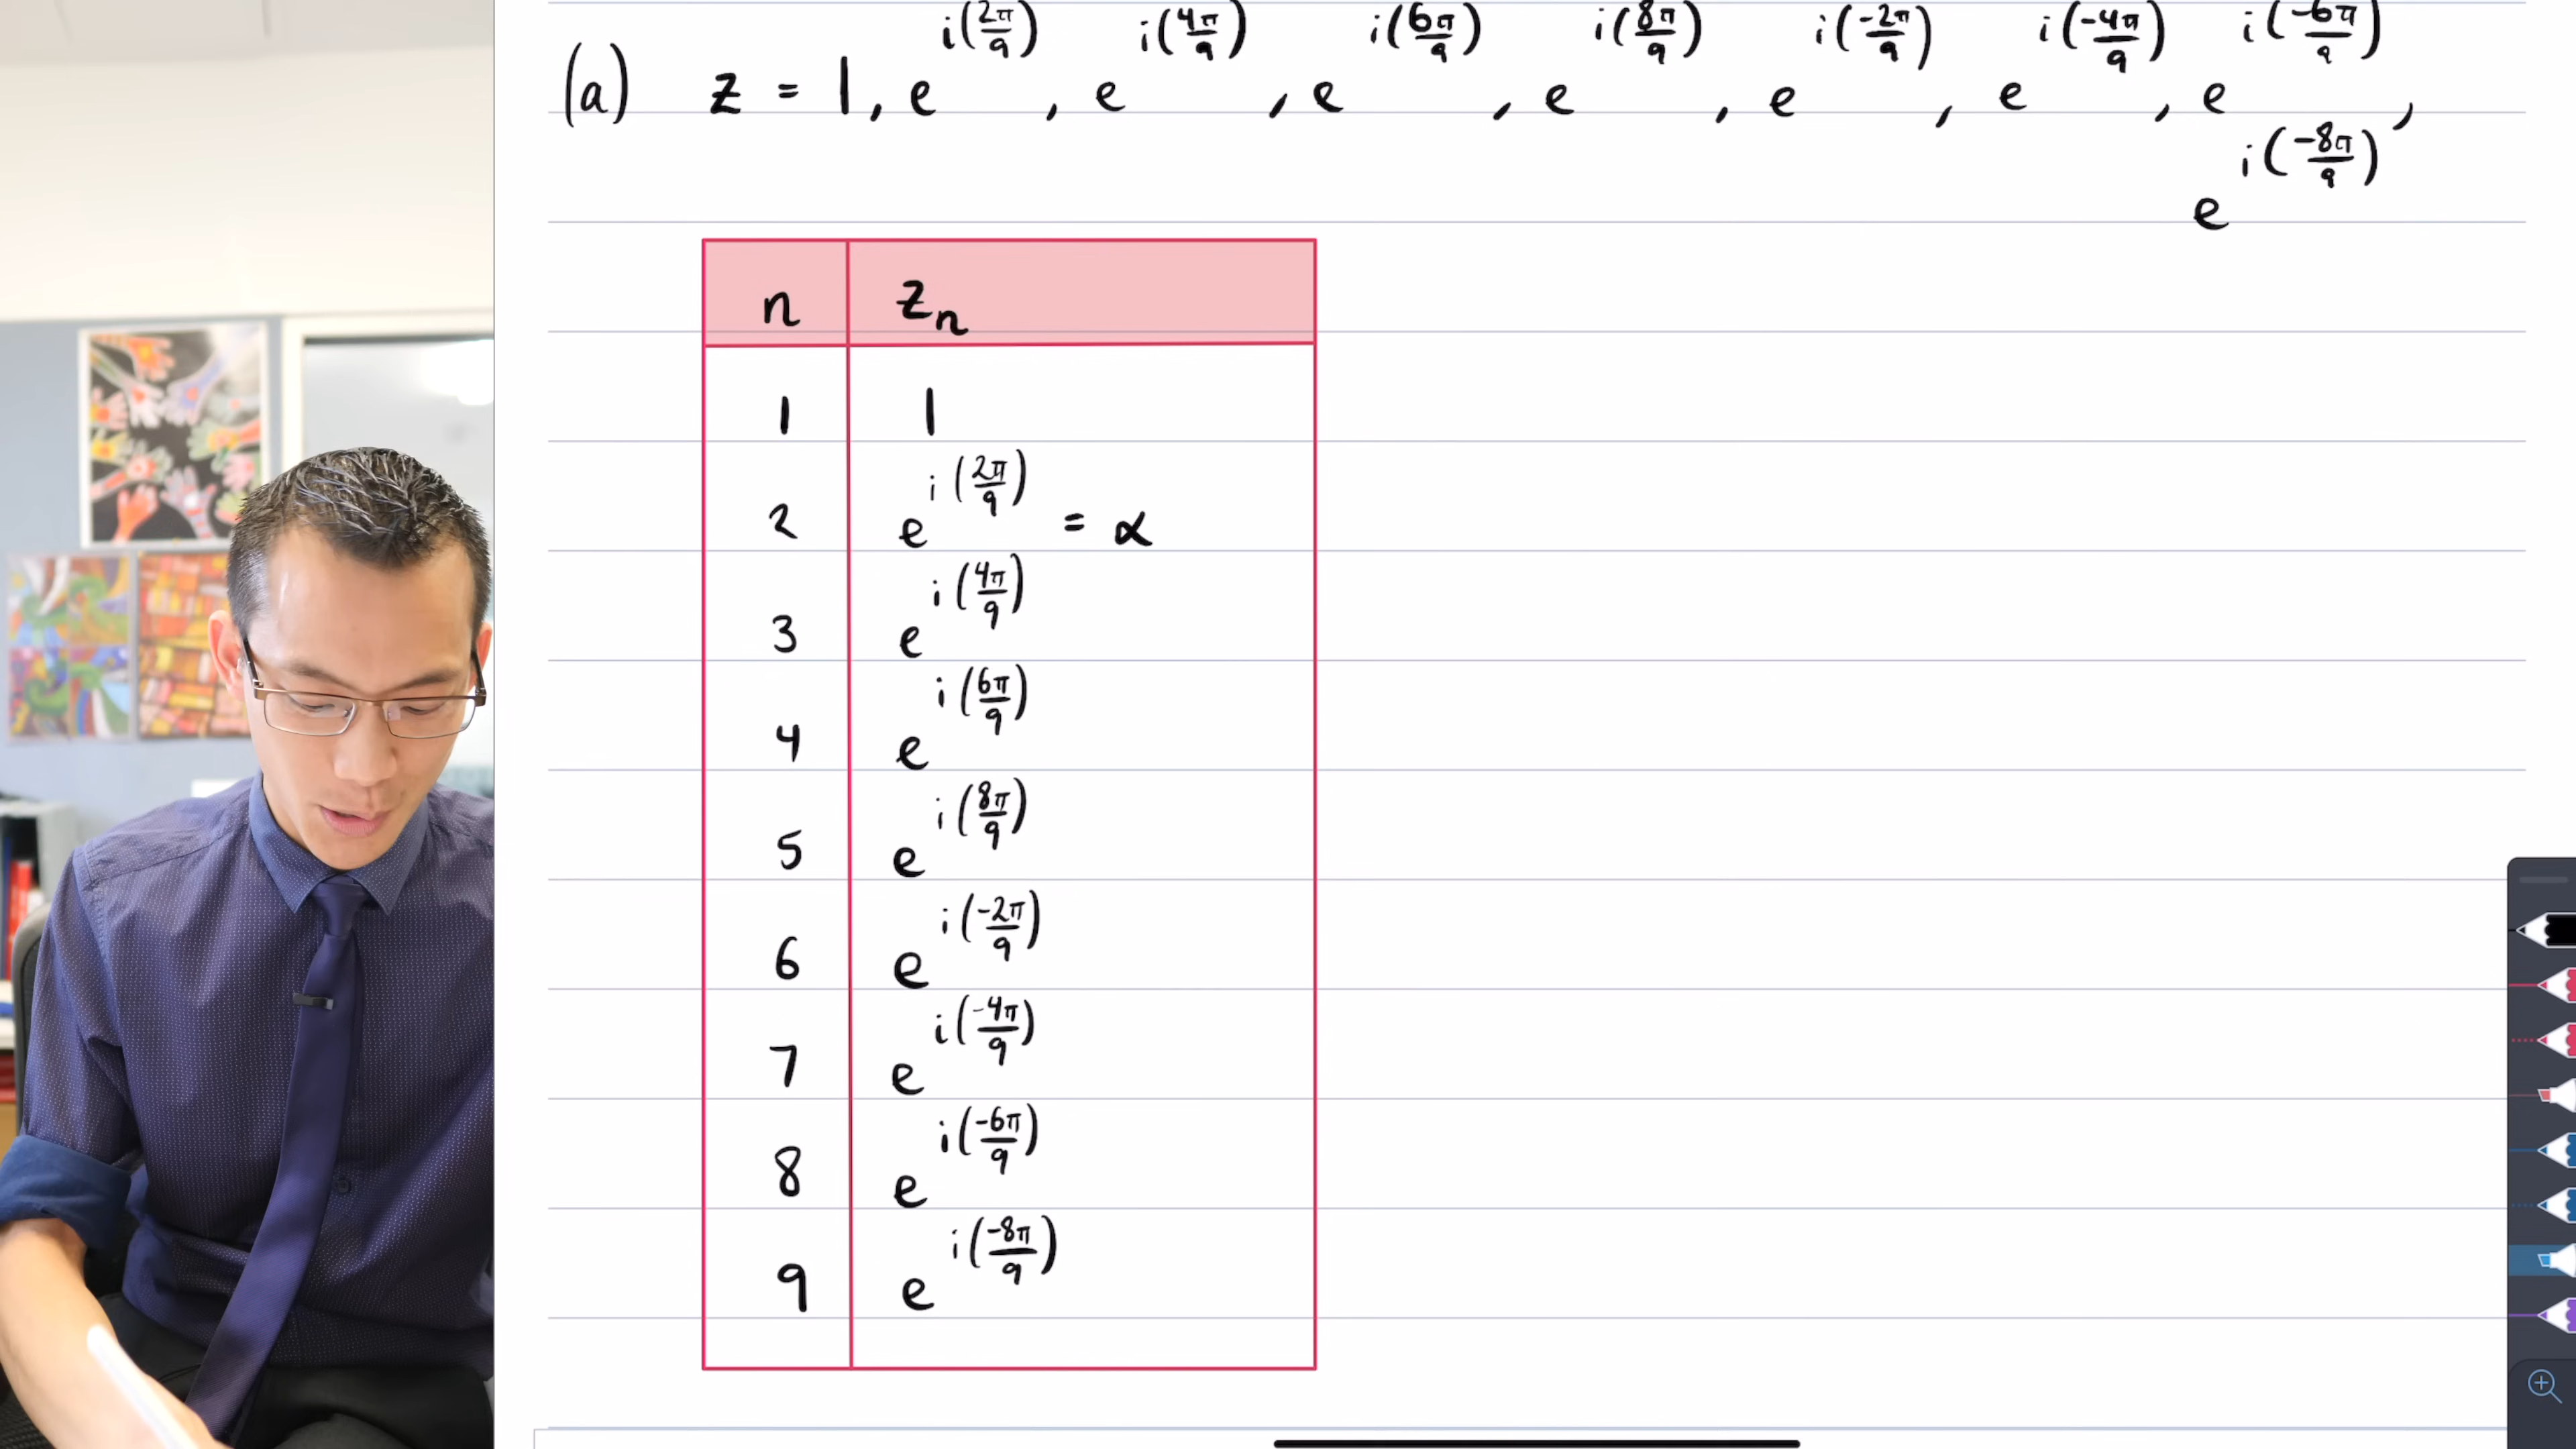 (a) z = 1, e^{i(2π/9)}, e^{i(4π/9)}, e^{i(6π/9)}, e^{i(8π/9)}, e^{i(-2π/9)}, e^{i(-4π/9)}, e^{i(-6π/9)},
e^{i(-8π/9)}
n z_n
1 1
2 e^{i(2π/9)} = α
3 e^{i(4π/9)}
4 e^{i(6π/9)}
5 e^{i(8π/9)}
6 e^{i(-2π/9)}
7 e^{i(-4π/9)}
8 e^{i(-6π/9)}
9 e^{i(-8π/9)}